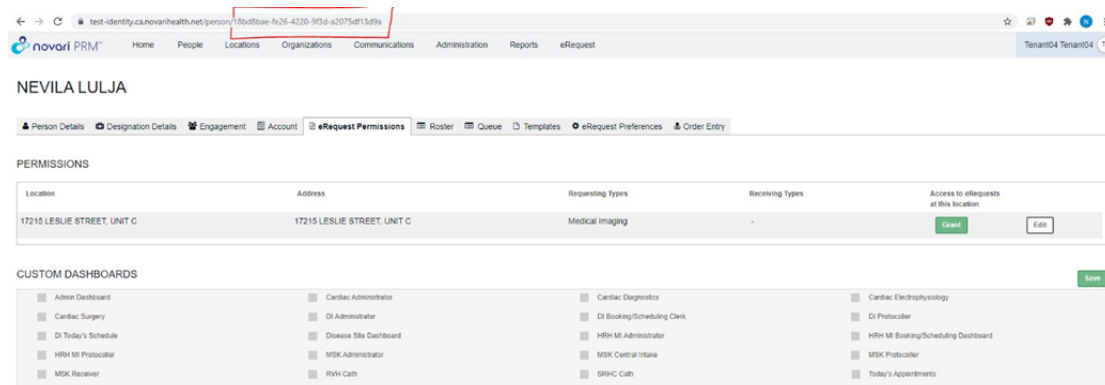 test-identity.ca.novarihealth.net/person/18bd8bae-fe26-4220-9f3d-a2075df13d9a N
novari PRM™ Home People Locations Organizations Communications Administration Reports eRequest Tenant04 Tenant04
NEVILA LULJA
Person Details Designation Details Engagement Account eRequest Permissions Roster Queue Templates eRequest Preferences Order Entry
PERMISSIONS
Location Address Requesting Types Receiving Types Access to eRequests
at this location
17215 LESLIE STREET, UNIT C 17215 LESLIE STREET, UNIT C Medical Imaging - Grant Edit
CUSTOM DASHBOARDS Save
Admin Dashboard Cardiac Administrator Cardiac Diagnostics Cardiac Electrophysiology
Cardiac Surgery DI Administrator DI Booking/Scheduling Clerk DI Protocoller
DI Today's Schedule Disease Site Dashboard HRH MI Administrator HRH MI Booking/Scheduling Dashboard
HRH MI Protocoller MSK Administrator MSK Central Intake MSK Protocoller
MSK Receiver RVH Cath SRHC Cath Today's Appointments